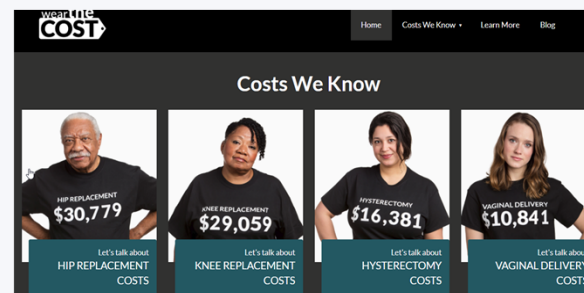 wear the
COST
Home Costs We Know Learn More Blog
Costs We Know
HIP REPLACEMENT
$30,779
KNEE REPLACEMENT
$29,059
HYSTERECTOMY
$16,381
VAGINAL DELIVERY
$10,841
Let's talk about
HIP REPLACEMENT
COSTS
Let's talk about
KNEE REPLACEMENT
COSTS
Let's talk about
HYSTERECTOMY
COSTS
Let's talk about
VAGINAL DELIVERY
COSTS